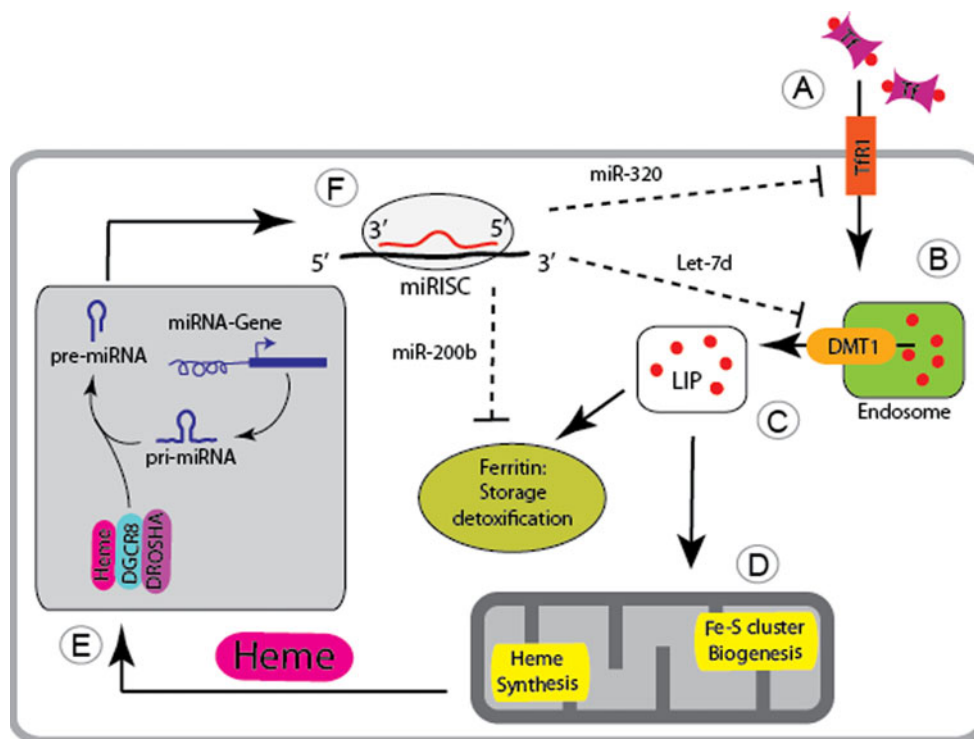 Tf
Tf
A
TfR1
F
miR-320
3′ 5′
5′ 3′
miRISC
Let-7d
B
miRNA-Gene
pre-miRNA
pri-miRNA
miR-200b
DMT1
LIP
Endosome
C
Ferritin:
Storage
detoxification
Heme
DGCR8
DROSHA
D
E
Heme
Heme
Synthesis
Fe-S cluster
Biogenesis